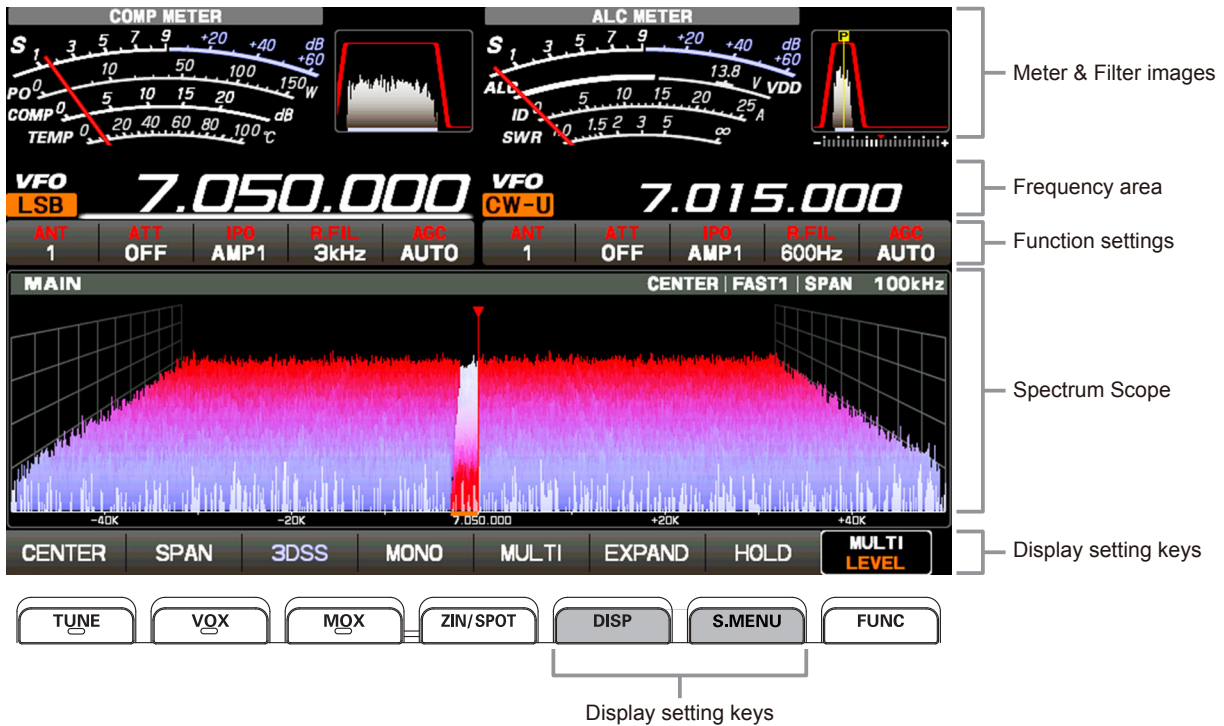 COMP METER
S 1 3 5 7 9 +20 +40 +60 dB
PO 0 10 50 100 150 W
COMP 0 5 10 15 20 dB
TEMP 0 20 40 60 80 100 °C
ALC METER
P
S 1 3 5 7 9 +20 +40 +60 dB
ALC 13.8 V VDD
ID 0 5 10 15 20 25 A
SWR 1.0 1.5 2 3 5 ∞
- +
Meter & Filter images
VFO
LSB 7.050.000
VFO
CW-U 7.015.000
Frequency area
ANT ATT IPO R.FIL AGC ANT ATT IPO R.FIL AGC
1 OFF AMP1 3kHz AUTO 1 OFF AMP1 600Hz AUTO
Function settings
MAIN CENTER | FAST1 | SPAN 100kHz
Spectrum Scope
-40K -20K 7.050.000 +20K +40K
CENTER SPAN 3DSS MONO MULTI EXPAND HOLD MULTI
LEVEL
Display setting keys
TUNE VOX MOX ZIN/SPOT DISP S.MENU FUNC
Display setting keys